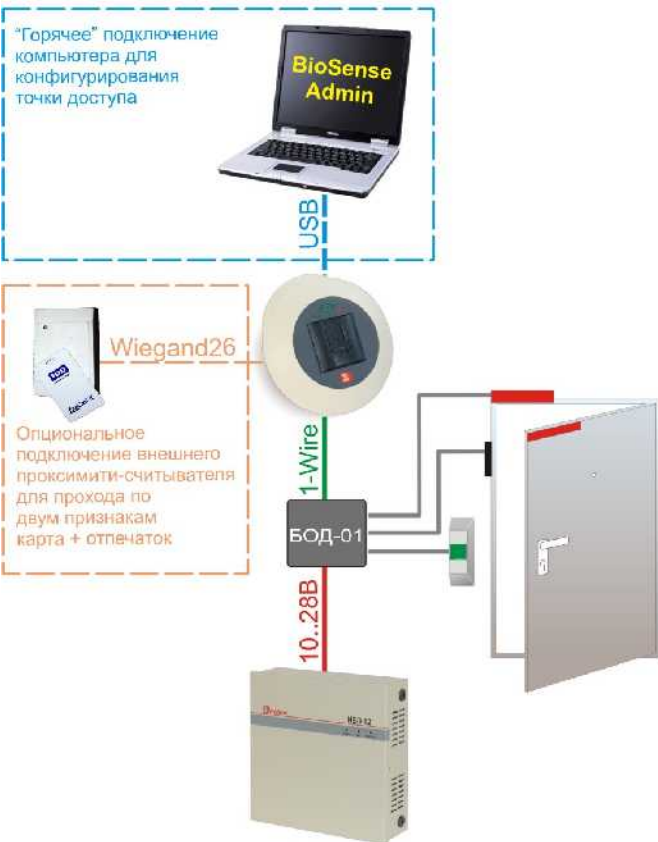 “Горячее” подключение
компьютера для
конфигурирования
точки доступа
BioSense
Admin
USB
Wiegand26
Опциональное
подключение внешнего
проксимити-считывателя
для прохода по
двум признакам
карта + отпечаток
1-Wire
БОД-01
10..28В